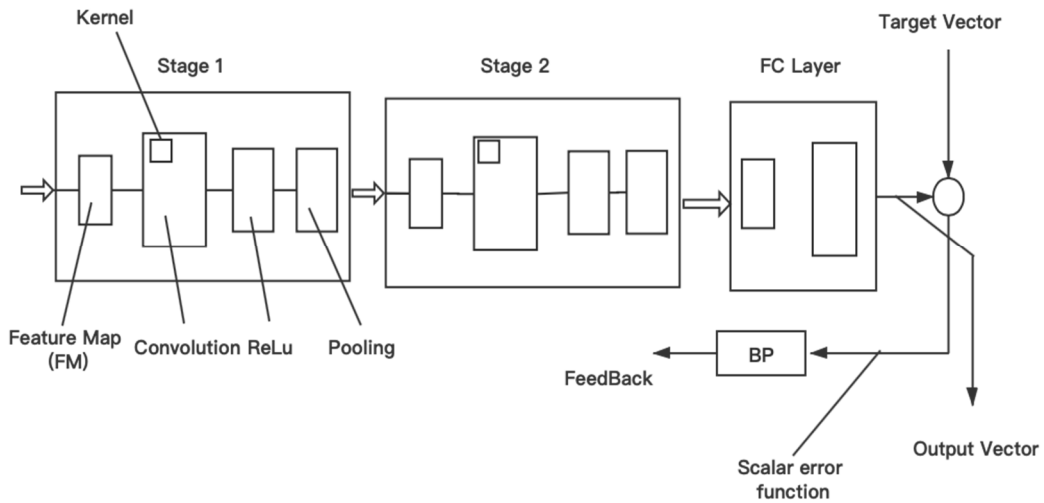 Kernel
Target Vector
Stage 1
Stage 2
FC Layer
Feature Map
(FM)
Convolution ReLu
Pooling
BP
FeedBack
Output Vector
Scalar error
function